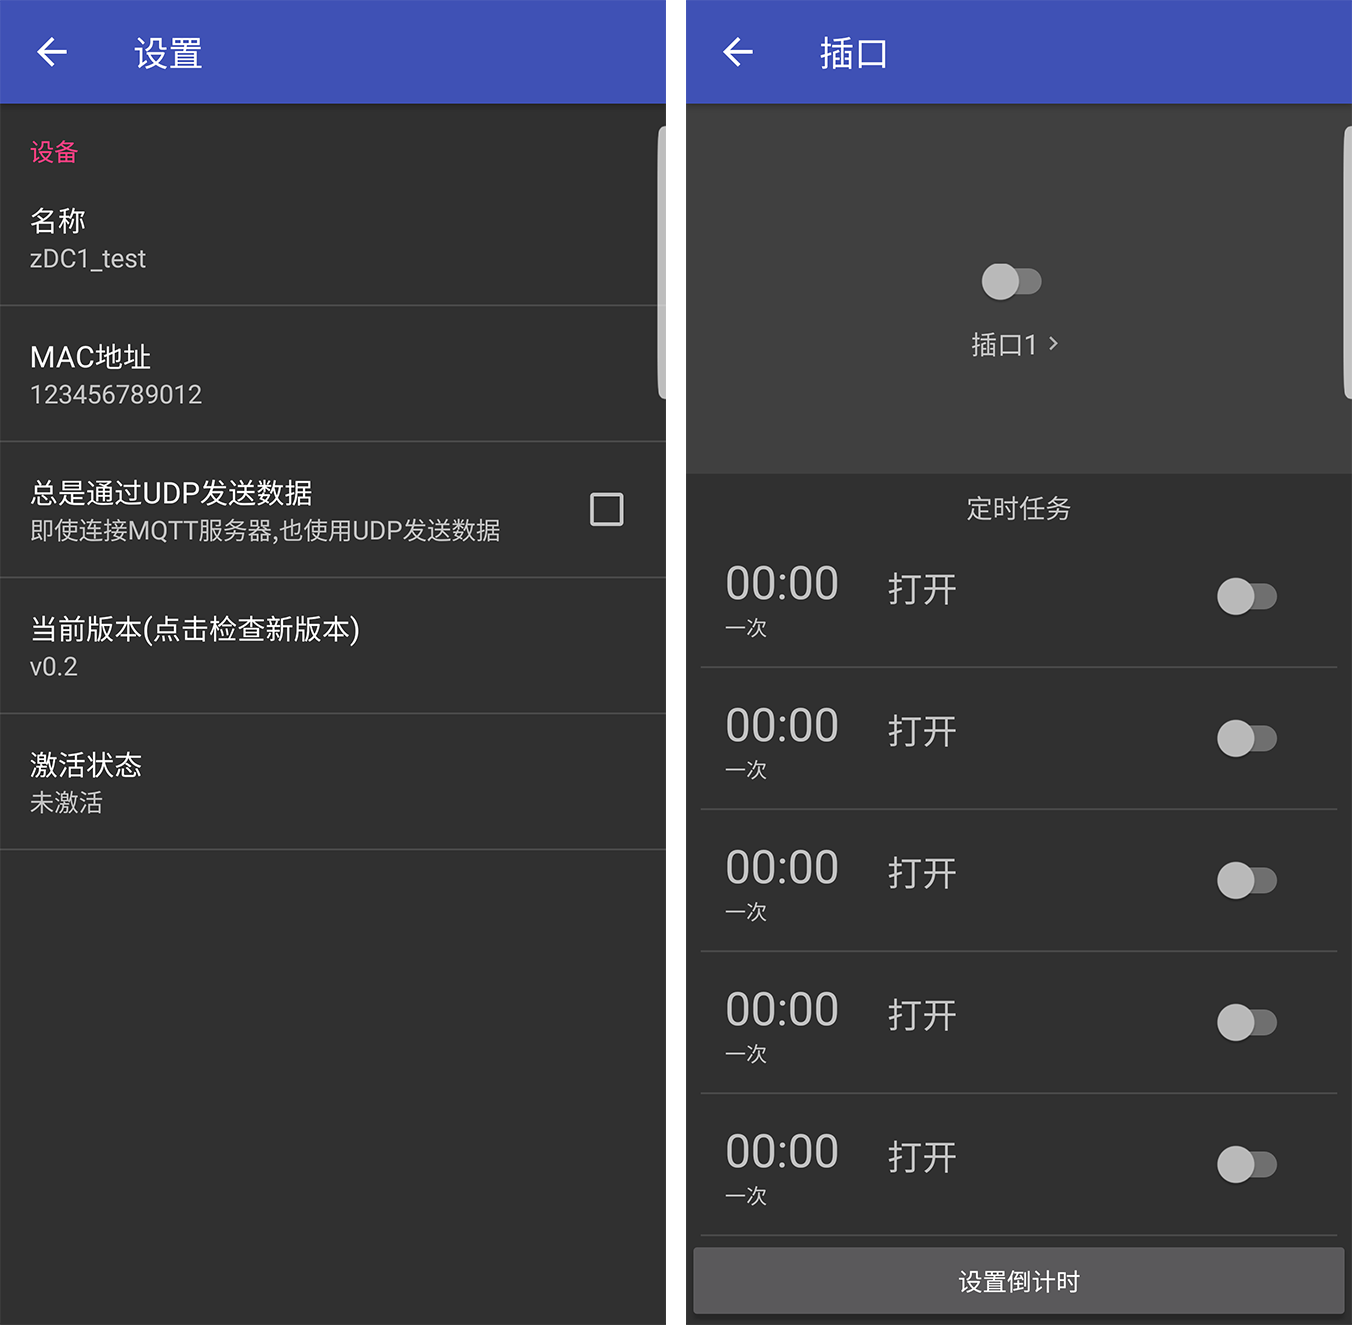 设置
设备
名称
zDC1_test
MAC地址
123456789012
总是通过UDP发送数据
即使连接MQTT服务器,也使用UDP发送数据
当前版本(点击检查新版本)
v0.2
激活状态
未激活
插口
插口1
定时任务
00:00 打开
一次
00:00 打开
一次
00:00 打开
一次
00:00 打开
一次
00:00 打开
一次
设置倒计时